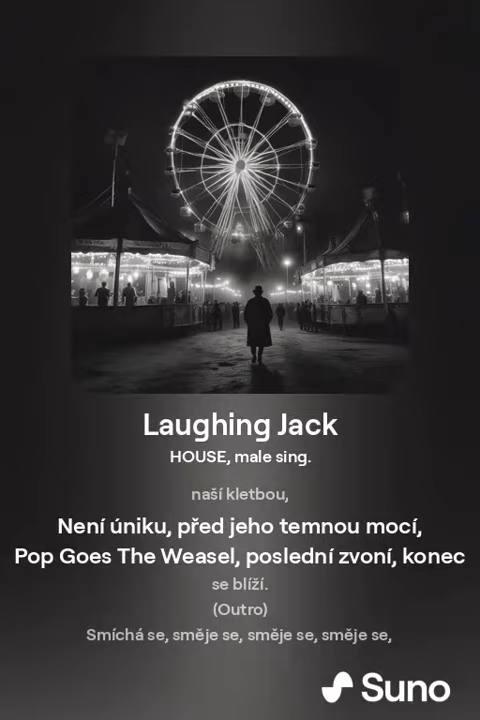 Laughing Jack
HOUSE, male sing.
naší kletbou,
Není úniku, před jeho temnou mocí,
Pop Goes The Weasel, poslední zvoní, konec
se blíží.
(Outro)
Smíchá se, směje se, směje se, směje se,
Suno